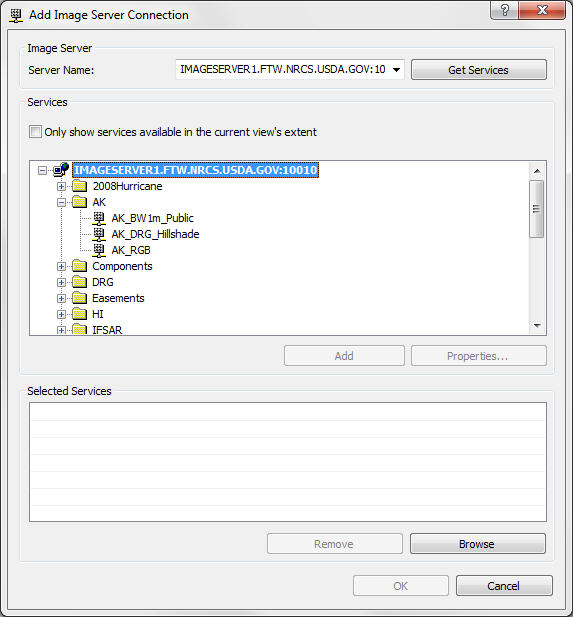 Add Image Server Connection
Image Server
Server Name:
IMAGESERVER1.FTW.NRCS.USDA.GOV:10
Get Services
Services
Only show services available in the current view's extent
IMAGESERVER1.FTW.NRCS.USDA.GOV:10010
2008Hurricane
AK
AK_BW1m_Public
AK_DRG_Hillshade
AK_RGB
Components
DRG
Easements
HI
IFSAR
Add
Properties...
Selected Services
Remove
Browse
OK
Cancel